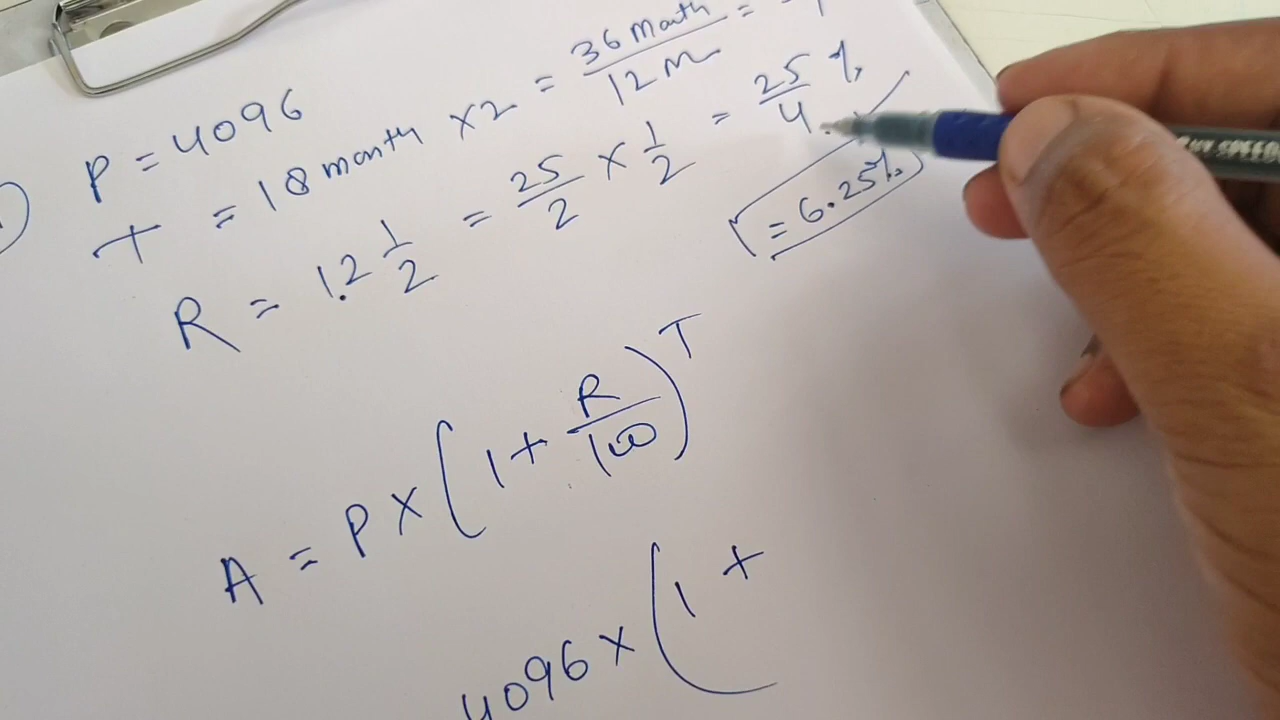 P = 4096
T = 18 month ×2 = 36 month / 12 m =
R = 12 1/2 = 25/2 × 1/2 = 25/4 %
= 6.25%
A = P × (1 + R/100)^T
4096 × (1 +